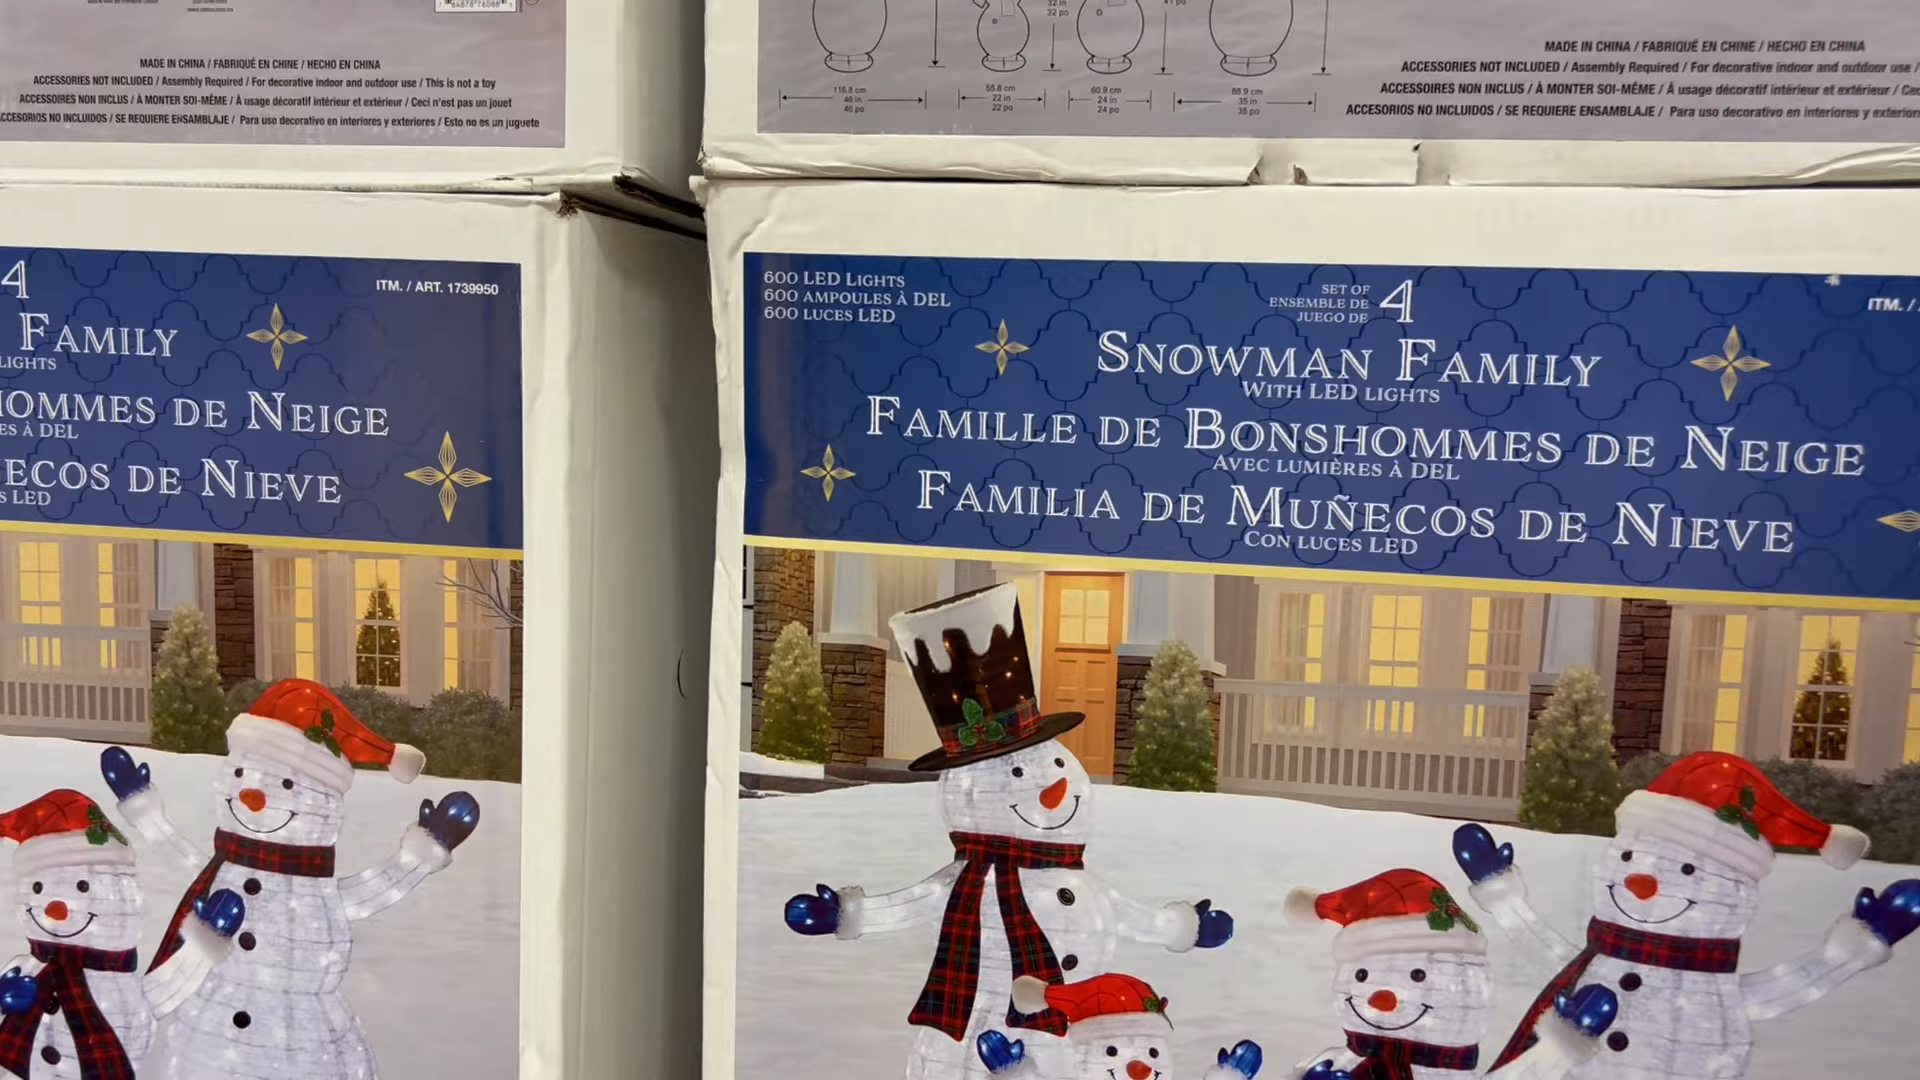 MADE IN CHINA / FABRIQUÉ EN CHINE / HECHO EN CHINA
ACCESSORIES NOT INCLUDED / Assembly Required / For decorative indoor and outdoor use / This is not a toy
ACCESSOIRES NON INCLUS / À MONTER SOI-MÊME / À usage décoratif intérieur et extérieur / Ceci n'est pas un jouet
ACCESORIOS NO INCLUIDOS / SE REQUIERE ENSAMBLAJE / Para uso decorativo en interiores y exteriores / Esto no es un juguete
32 in
32 po
41 po
116.8 cm
46 in
46 po
55.8 cm
22 in
22 po
60.9 cm
24 in
24 po
88.9 cm
35 in
35 po
MADE IN CHINA / FABRIQUÉ EN CHINE / HECHO EN CHINA
ACCESSORIES NOT INCLUDED / Assembly Required / For decorative indoor and outdoor use /
ACCESSOIRES NON INCLUS / À MONTER SOI-MÊME / À usage décoratif intérieur et extérieur /
ACCESORIOS NO INCLUIDOS / SE REQUIERE ENSAMBLAJE / Para uso decorativo en interiores y
4
ITM. / ART. 1739950
FAMILY
LIGHTS
DE NEIGE
À DEL
DE NIEVE
LED
600 LED LIGHTS
600 AMPOULES À DEL
600 LUCES LED
SET OF
ENSEMBLE DE
JUEGO DE
4
ITM. /
SNOWMAN FAMILY
WITH LED LIGHTS
FAMILLE DE BONSHOMMES DE NEIGE
AVEC LUMIÈRES À DEL
FAMILIA DE MUÑECOS DE NIEVE
CON LUCES LED